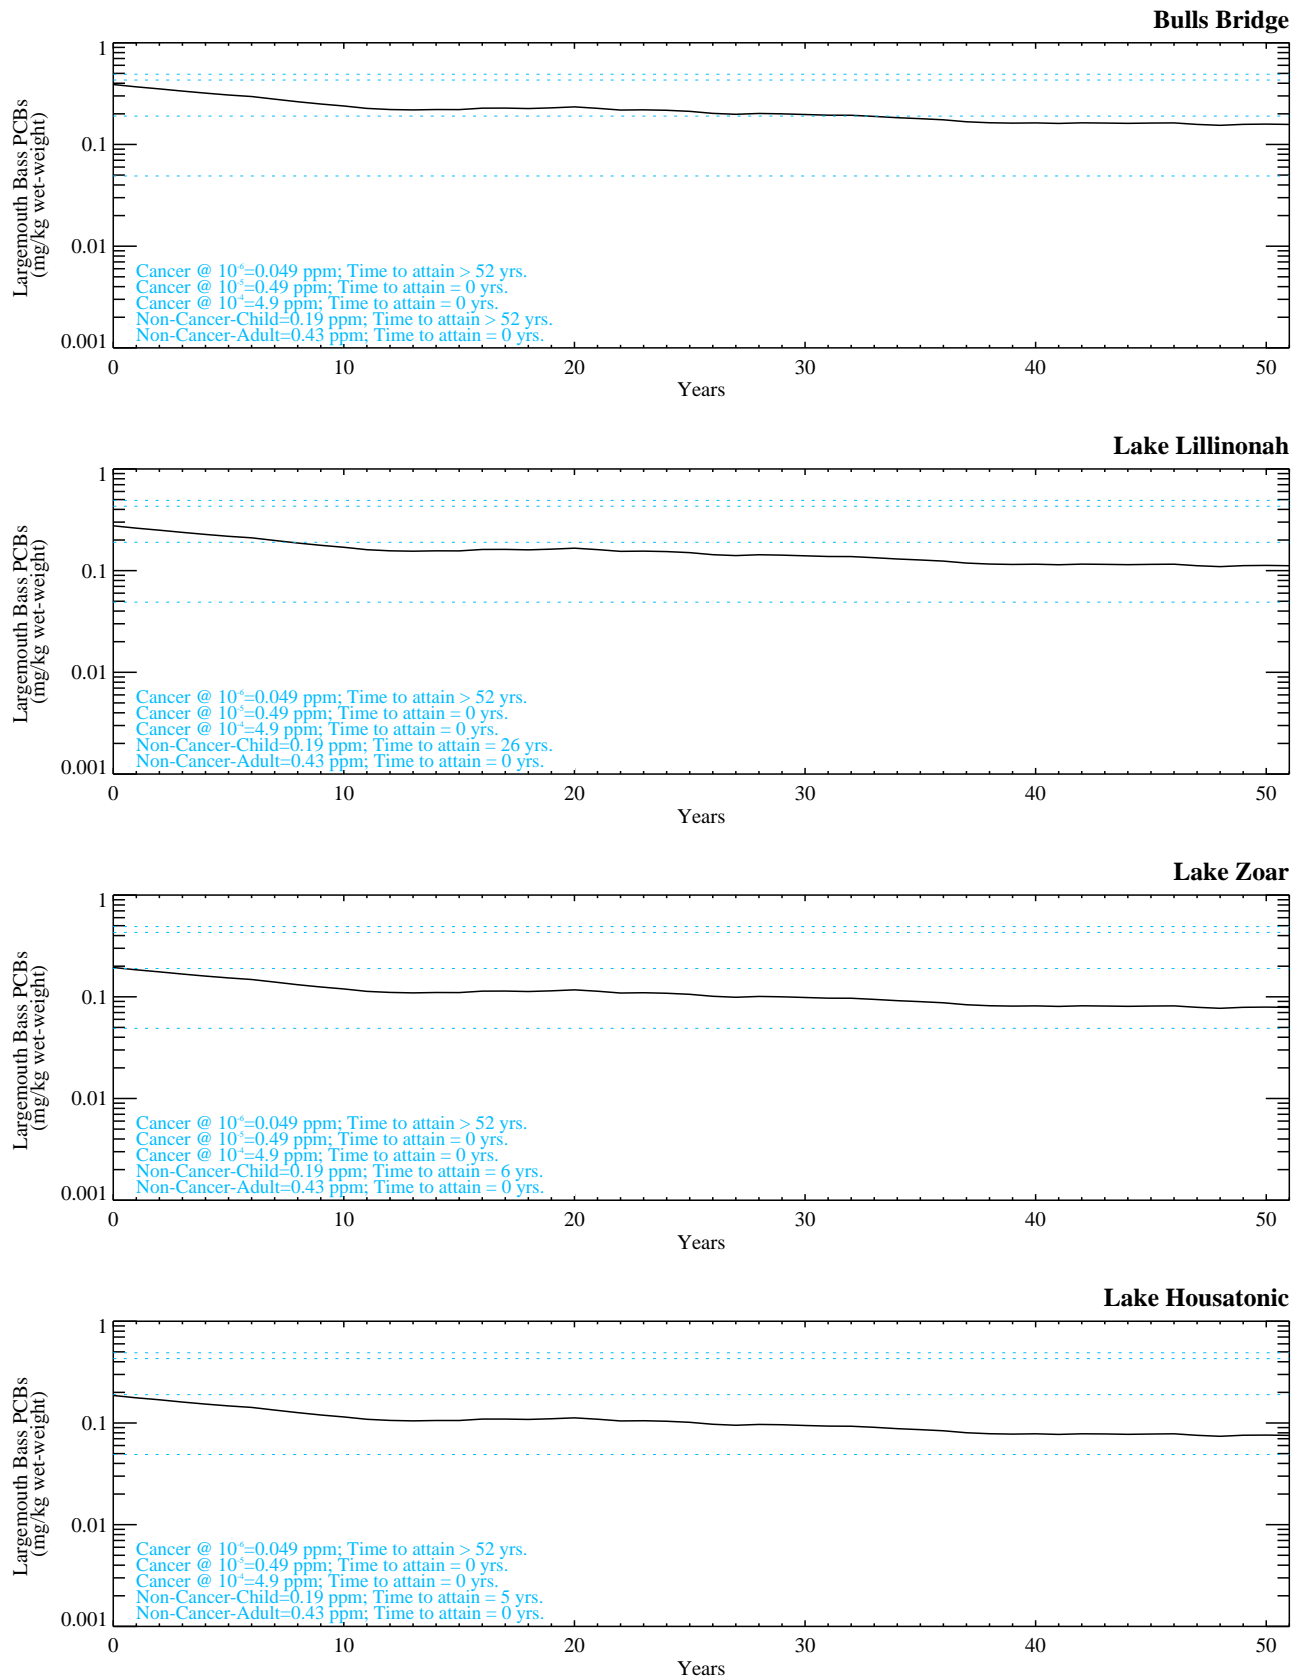 Bulls Bridge
Largemouth Bass PCBs
(mg/kg wet-weight)
1
0.1
0.01
0.001
Cancer @ 10⁻⁶=0.049 ppm; Time to attain > 52 yrs.
Cancer @ 10⁻⁵=0.49 ppm; Time to attain = 0 yrs.
Cancer @ 10⁻⁴=4.9 ppm; Time to attain = 0 yrs.
Non-Cancer-Child=0.19 ppm; Time to attain > 52 yrs.
Non-Cancer-Adult=0.43 ppm; Time to attain = 0 yrs.
0 10 20 30 40 50
Years
Lake Lillinonah
Largemouth Bass PCBs
(mg/kg wet-weight)
1
0.1
0.01
0.001
Cancer @ 10⁻⁶=0.049 ppm; Time to attain > 52 yrs.
Cancer @ 10⁻⁵=0.49 ppm; Time to attain = 0 yrs.
Cancer @ 10⁻⁴=4.9 ppm; Time to attain = 0 yrs.
Non-Cancer-Child=0.19 ppm; Time to attain = 26 yrs.
Non-Cancer-Adult=0.43 ppm; Time to attain = 0 yrs.
0 10 20 30 40 50
Years
Lake Zoar
Largemouth Bass PCBs
(mg/kg wet-weight)
1
0.1
0.01
0.001
Cancer @ 10⁻⁶=0.049 ppm; Time to attain > 52 yrs.
Cancer @ 10⁻⁵=0.49 ppm; Time to attain = 0 yrs.
Cancer @ 10⁻⁴=4.9 ppm; Time to attain = 0 yrs.
Non-Cancer-Child=0.19 ppm; Time to attain = 6 yrs.
Non-Cancer-Adult=0.43 ppm; Time to attain = 0 yrs.
0 10 20 30 40 50
Years
Lake Housatonic
Largemouth Bass PCBs
(mg/kg wet-weight)
1
0.1
0.01
0.001
Cancer @ 10⁻⁶=0.049 ppm; Time to attain > 52 yrs.
Cancer @ 10⁻⁵=0.49 ppm; Time to attain = 0 yrs.
Cancer @ 10⁻⁴=4.9 ppm; Time to attain = 0 yrs.
Non-Cancer-Child=0.19 ppm; Time to attain = 5 yrs.
Non-Cancer-Adult=0.43 ppm; Time to attain = 0 yrs.
0 10 20 30 40 50
Years